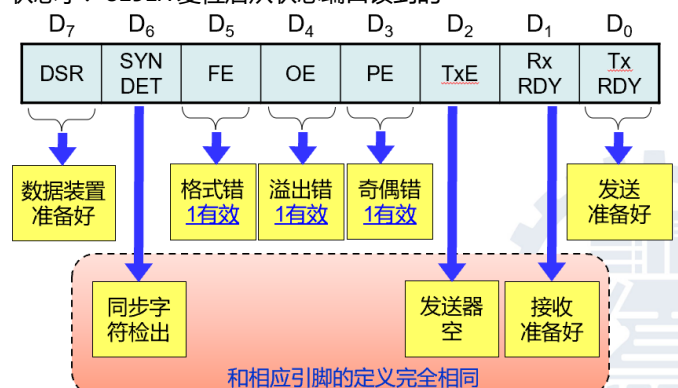 D7 D6 D5 D4 D3 D2 D1 D0
DSR SYN DET FE OE PE TxE Rx RDY Tx RDY
数据装置
准备好
格式错
1有效
溢出错
1有效
奇偶错
1有效
发送
准备好
同步字
符检出
发送器
空
接收
准备好
和相应引脚的定义完全相同